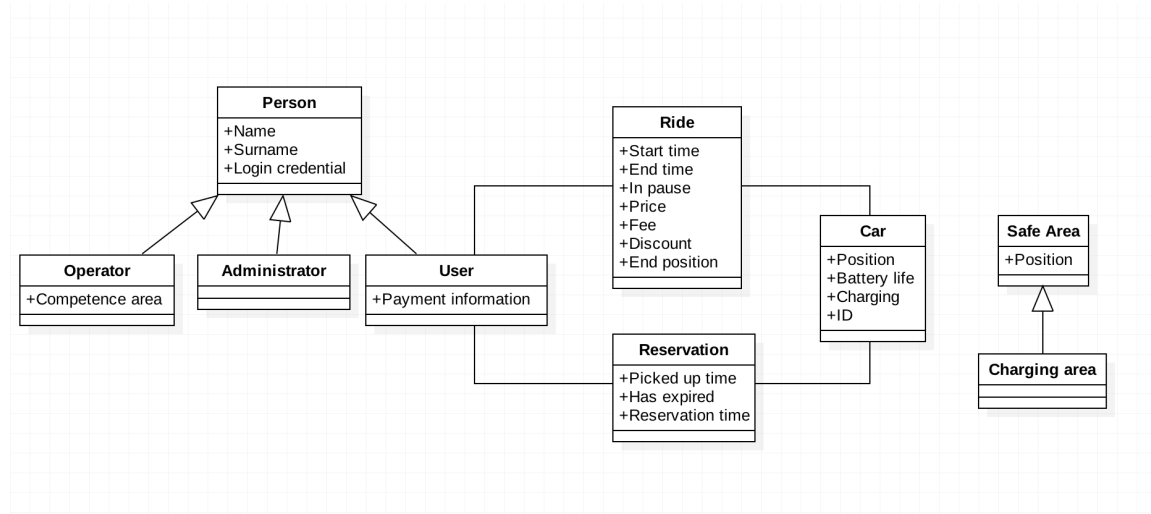 Person
+Name
+Surname
+Login credential
Operator
+Competence area
Administrator
User
+Payment information
Ride
+Start time
+End time
+In pause
+Price
+Fee
+Discount
+End position
Reservation
+Picked up time
+Has expired
+Reservation time
Car
+Position
+Battery life
+Charging
+ID
Safe Area
+Position
Charging area